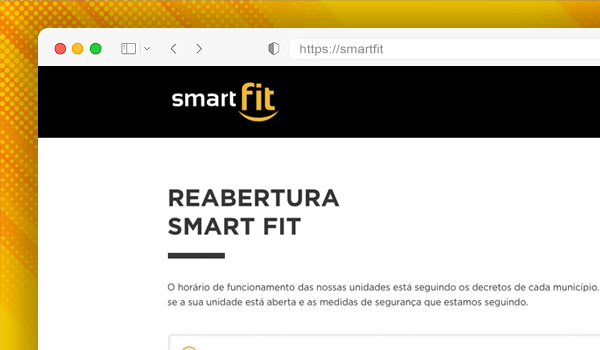 https://smartfit
smart fit
REABERTURA
SMART FIT
O horário de funcionamento das nossas unidades está seguindo os decretos de cada município.
se a sua unidade está aberta e as medidas de segurança que estamos seguindo.